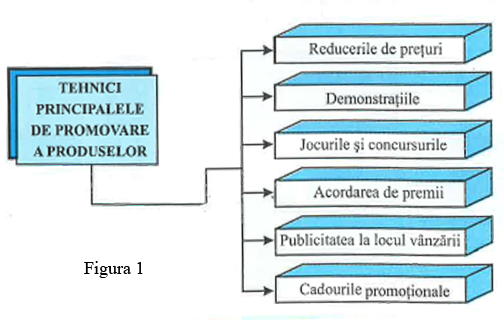 TEHNICI
PRINCIPALELE
DE PROMOVARE
A PRODUSELOR
Reducerile de prețuri
Demonstrațiile
Jocurile și concursurile
Acordarea de premii
Publicitatea la locul vânzării
Cadourile promoționale
Figura 1